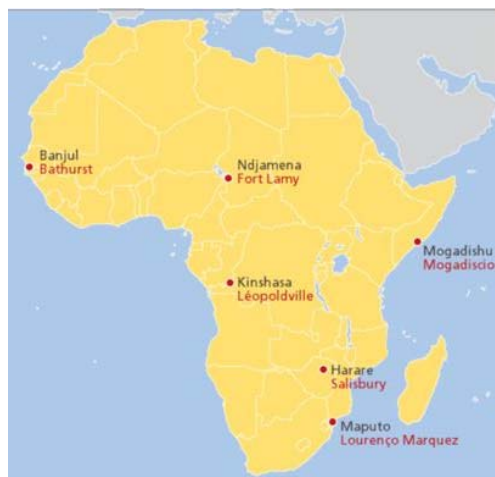 Banjul
Bathurst
Ndjamena
Fort Lamy
Mogadishu
Mogadiscio
Kinshasa
Léopoldville
Harare
Salisbury
Maputo
Lourenço Marquez